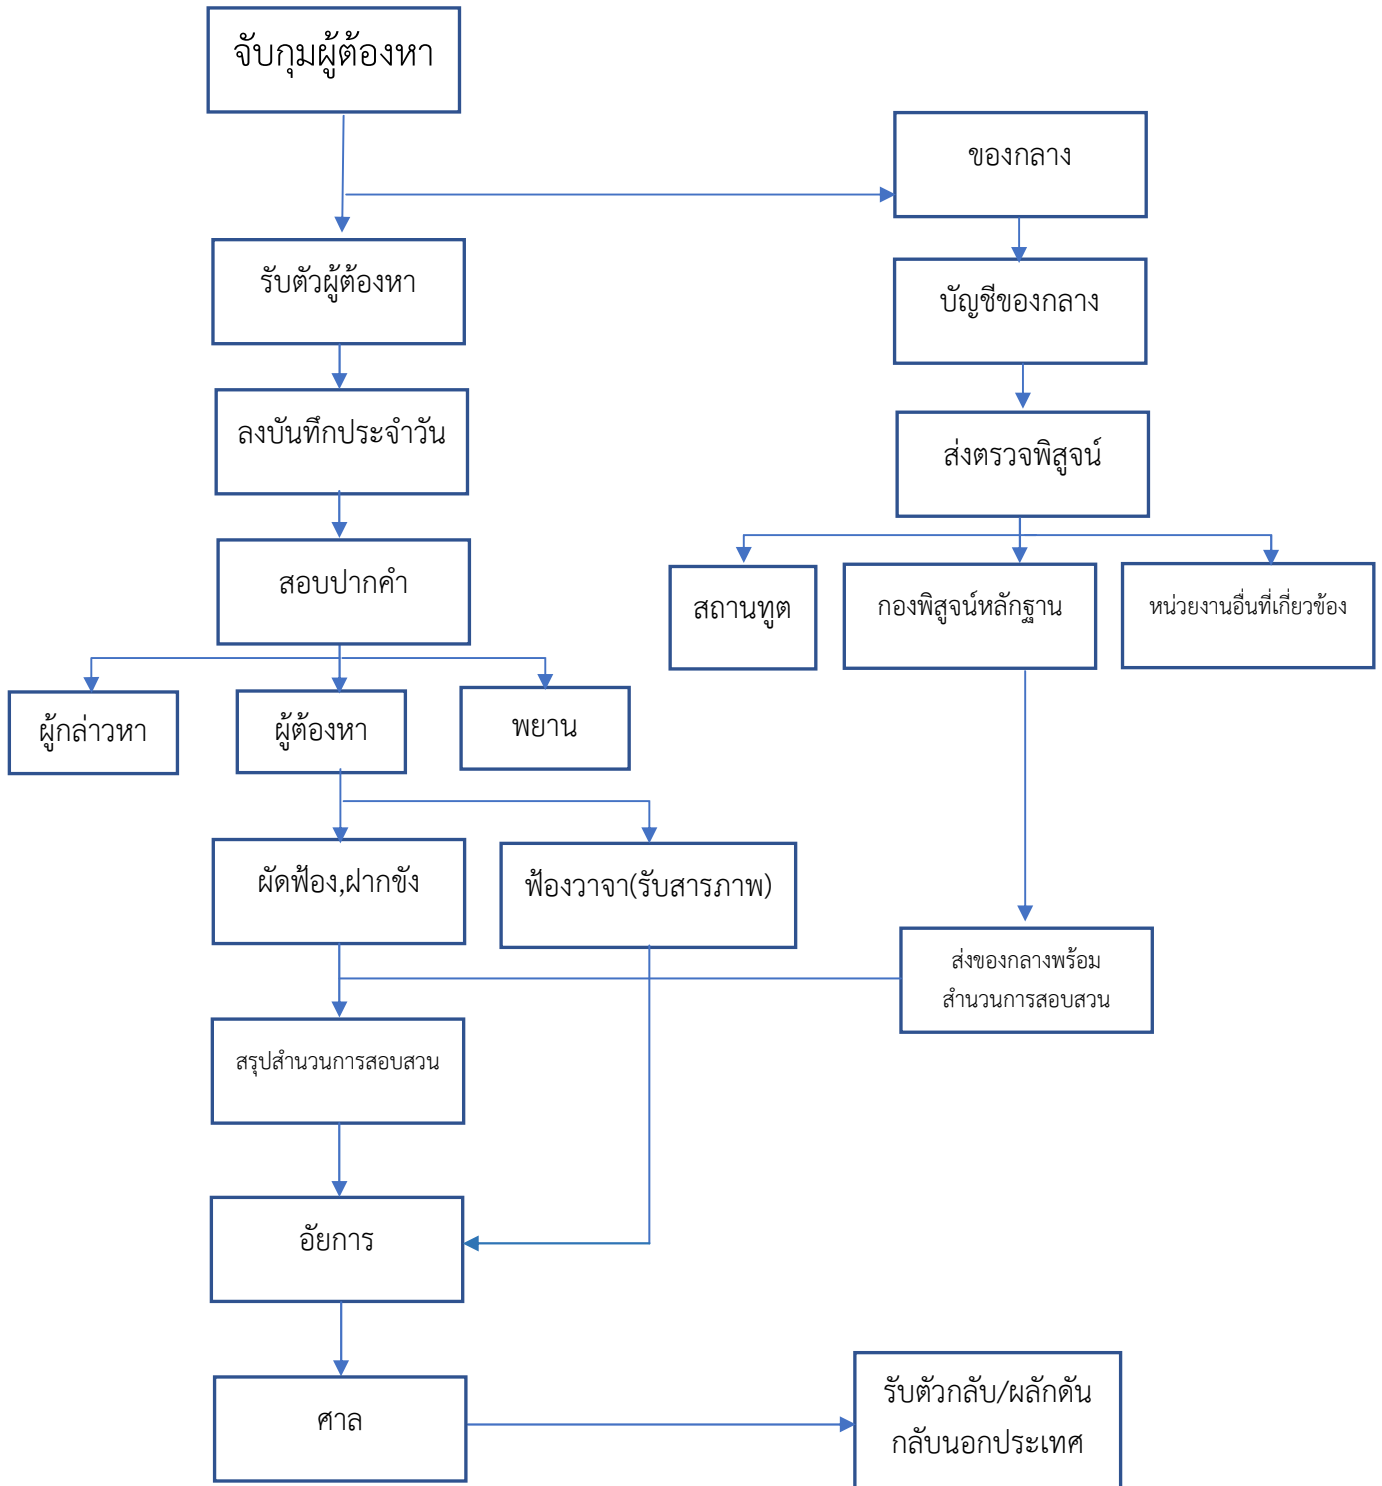 จับกุมผู้ต้องหา
ของกลาง
รับตัวผู้ต้องหา
บัญชีของกลาง
ลงบันทึกประจำวัน
ส่งตรวจพิสูจน์
สอบปากคำ
สถานทูต
กองพิสูจน์หลักฐาน
หน่วยงานอื่นที่เกี่ยวข้อง
ผู้กล่าวหา
ผู้ต้องหา
พยาน
ผัดฟ้อง,ฝากขัง
ฟ้องวาจา(รับสารภาพ)
ส่งของกลางพร้อม
สำนวนการสอบสวน
สรุปสำนวนการสอบสวน
อัยการ
ศาล
รับตัวกลับ/ผลักดัน
กลับนอกประเทศ